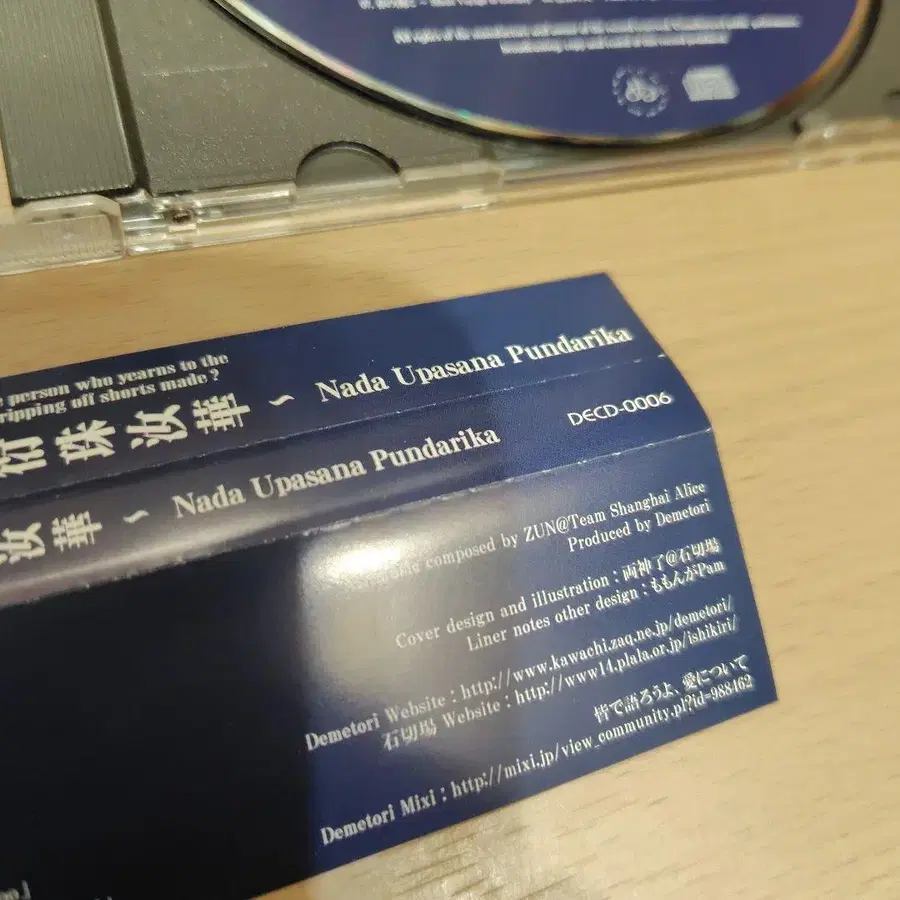 All rights of the
person who yearns to the
ripping off shorts made ?
珠汝華 ~ Nada Upasana Pundarika
汝華 ~ Nada Upasana Pundarika
DECD-0006
composed by ZUN@Team Shanghai Alice
Produced by Demetori
Cover design and illustration : 両神了@石切場
Liner notes other design : ももんがPam
Demetori Website : http://www.kawachi.zaq.ne.jp/demetori/
石切場 Website : http://www14.plala.or.jp/ishikiri/
皆で語ろうよ、愛について
Demetori Mixi : http://mixi.jp/view_community.pl?id=988462